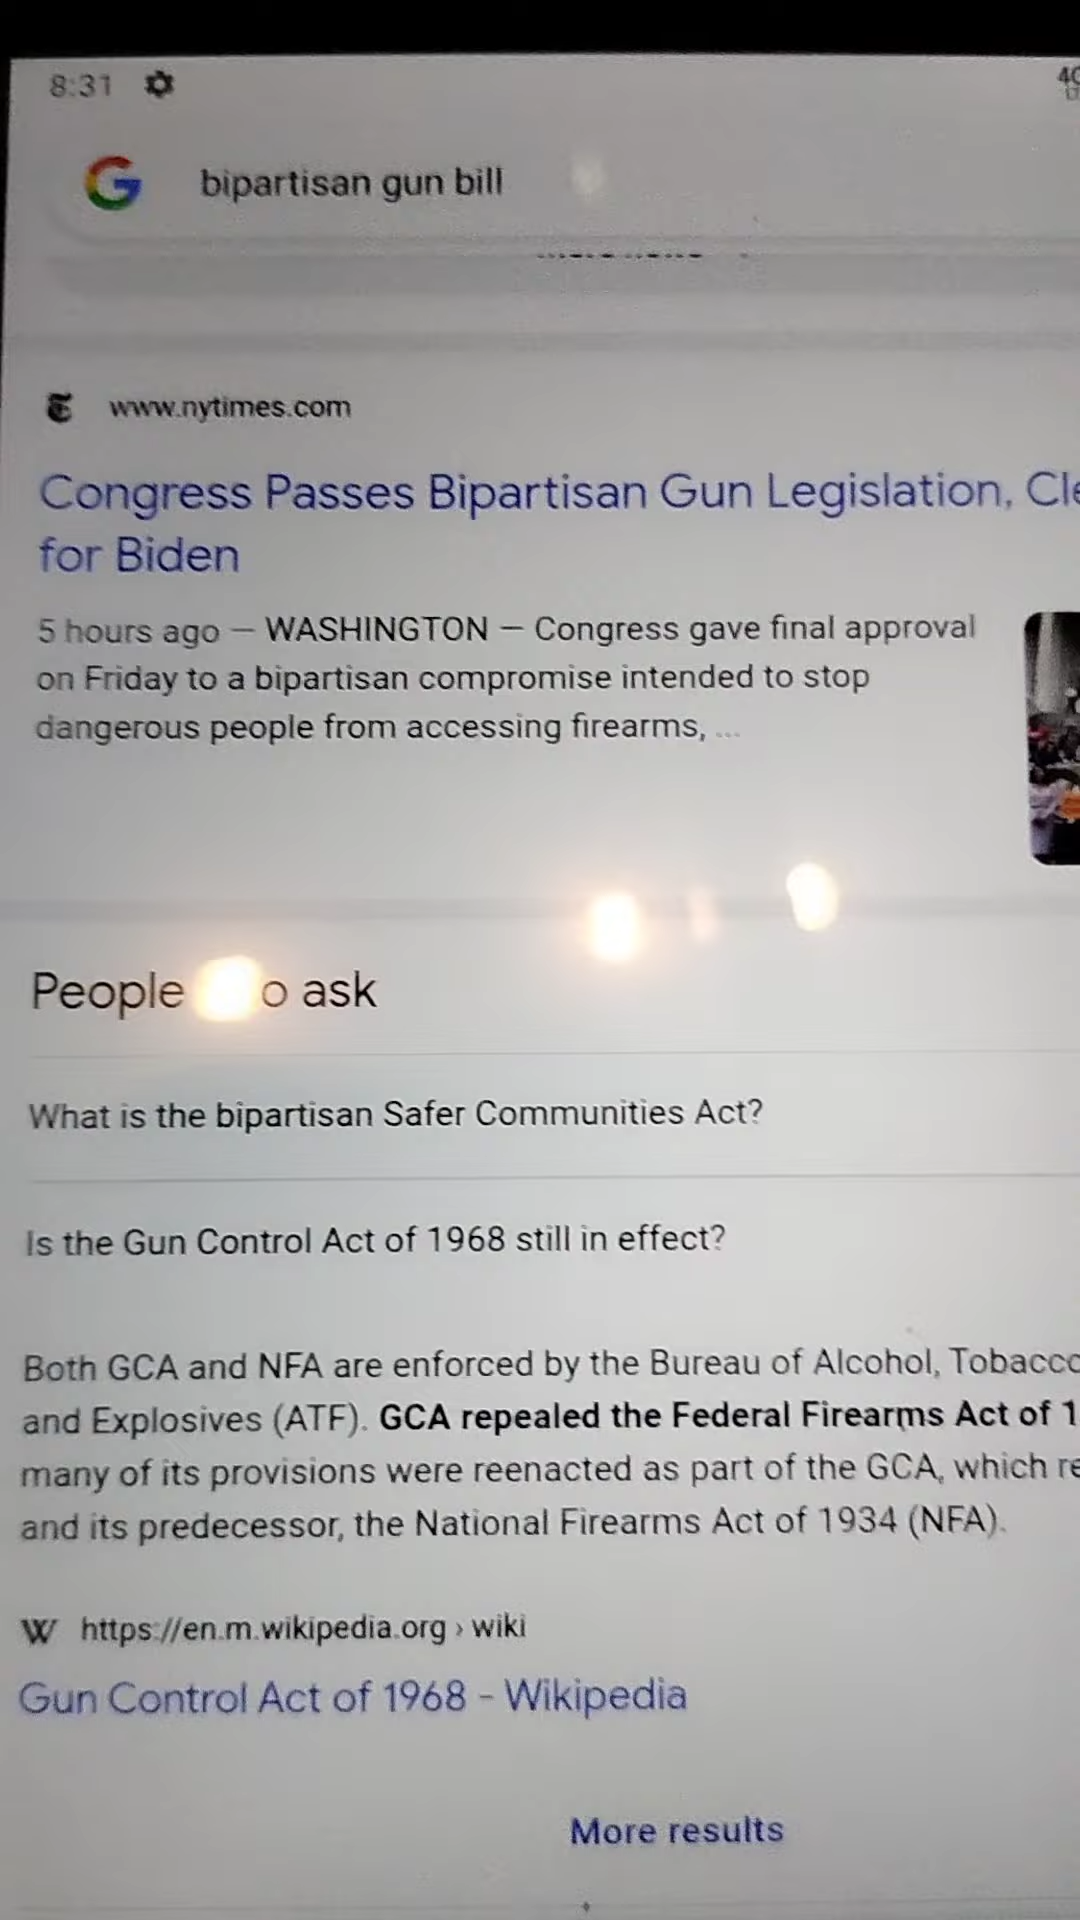 8:31
bipartisan gun bill
www.nytimes.com
Congress Passes Bipartisan Gun Legislation,
for Biden
5 hours ago — WASHINGTON — Congress gave final approval
on Friday to a bipartisan compromise intended to stop
dangerous people from accessing firearms, ...
People ask
What is the bipartisan Safer Communities Act?
Is the Gun Control Act of 1968 still in effect?
Both GCA and NFA are enforced by the Bureau of Alcohol, Tobacco
and Explosives (ATF). GCA repealed the Federal Firearms Act of
many of its provisions were reenacted as part of the GCA, which
and its predecessor, the National Firearms Act of 1934 (NFA).
W https://en.m.wikipedia.org › wiki
Gun Control Act of 1968 - Wikipedia
More results